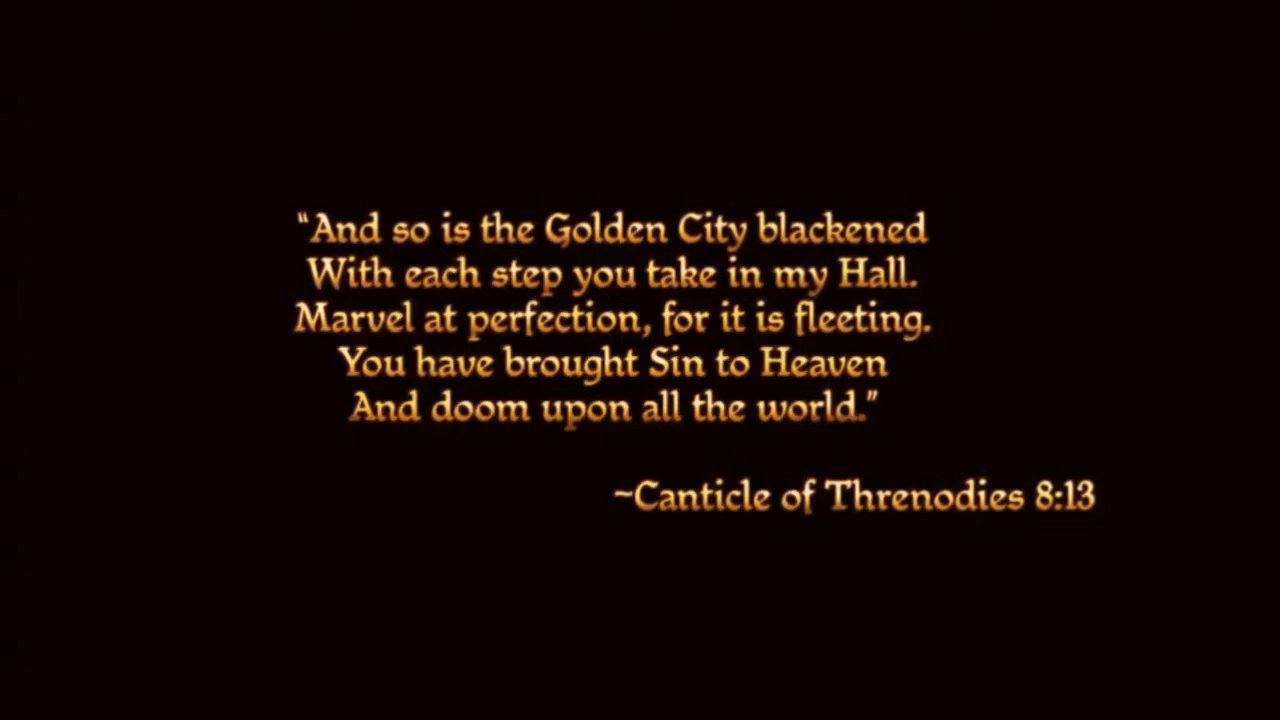 “And so is the Golden City blackened
With each step you take in my Hall.
Marvel at perfection, for it is fleeting.
You have brought Sin to Heaven
And doom upon all the world.”
~Canticle of Threnodies 8:13